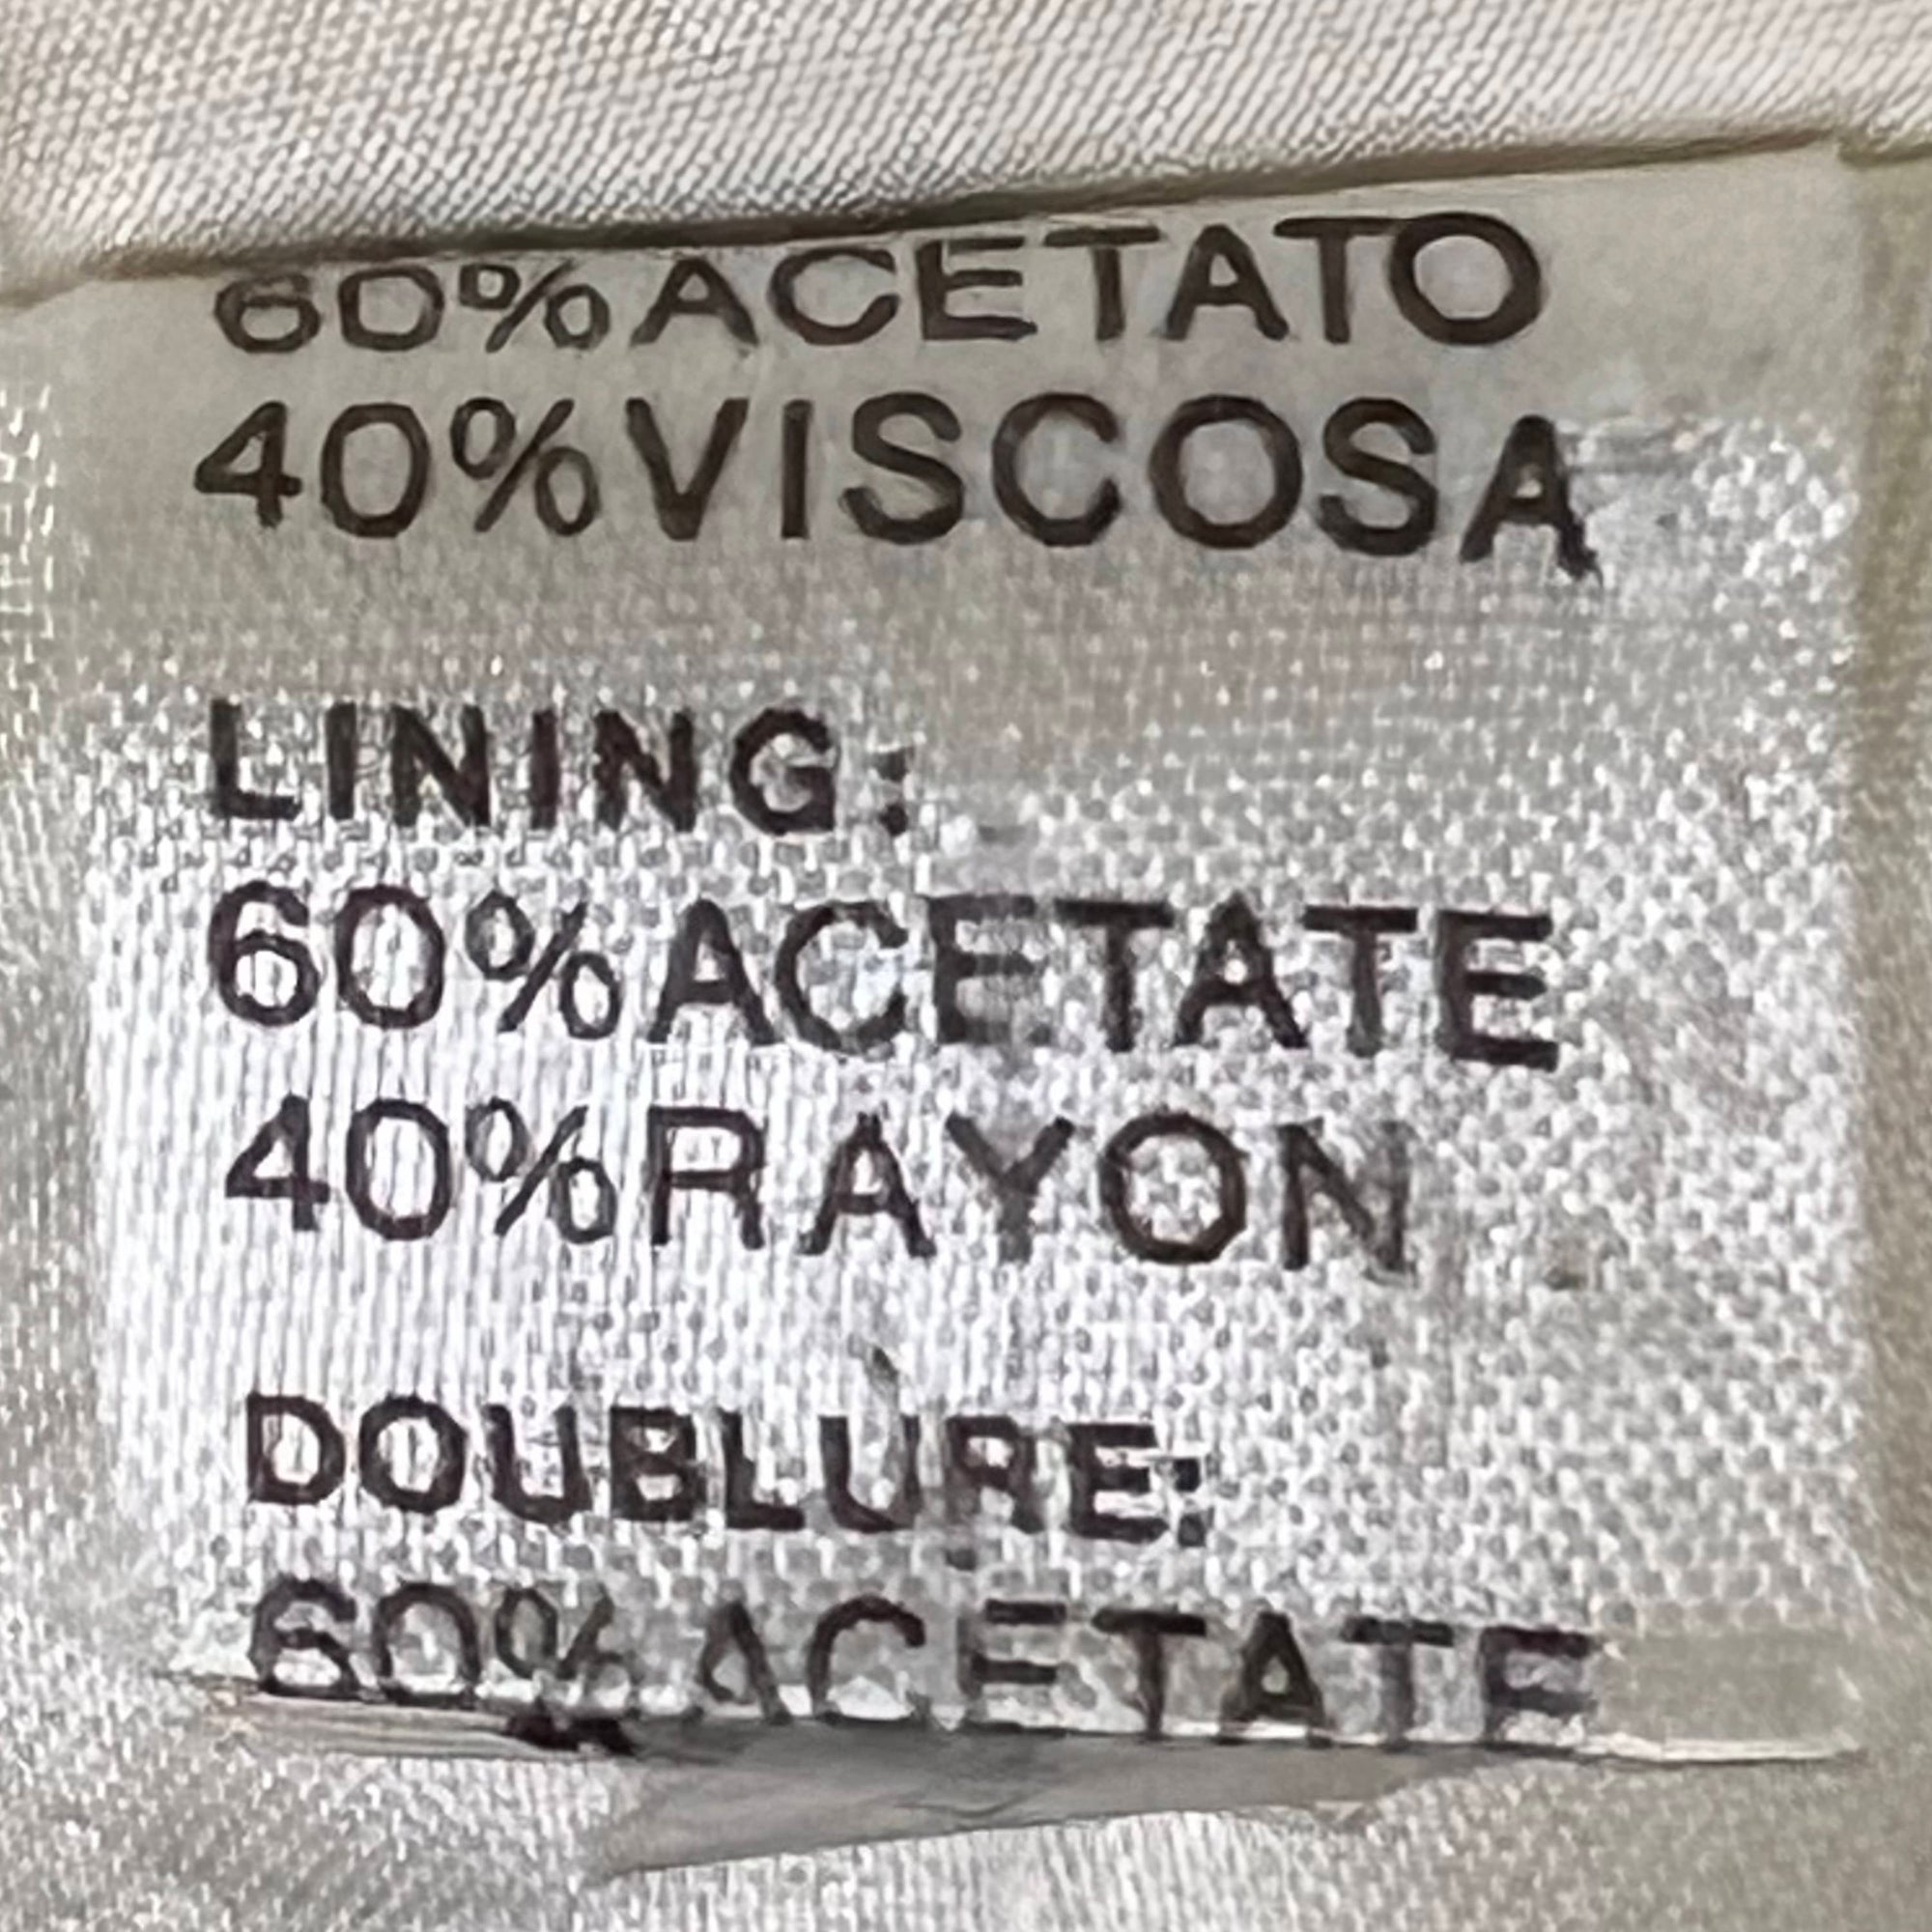 60% ACETATO
40% VISCOSA
LINING:
60% ACETATE
40% RAYON
DOUBLURE:
60% ACETATE